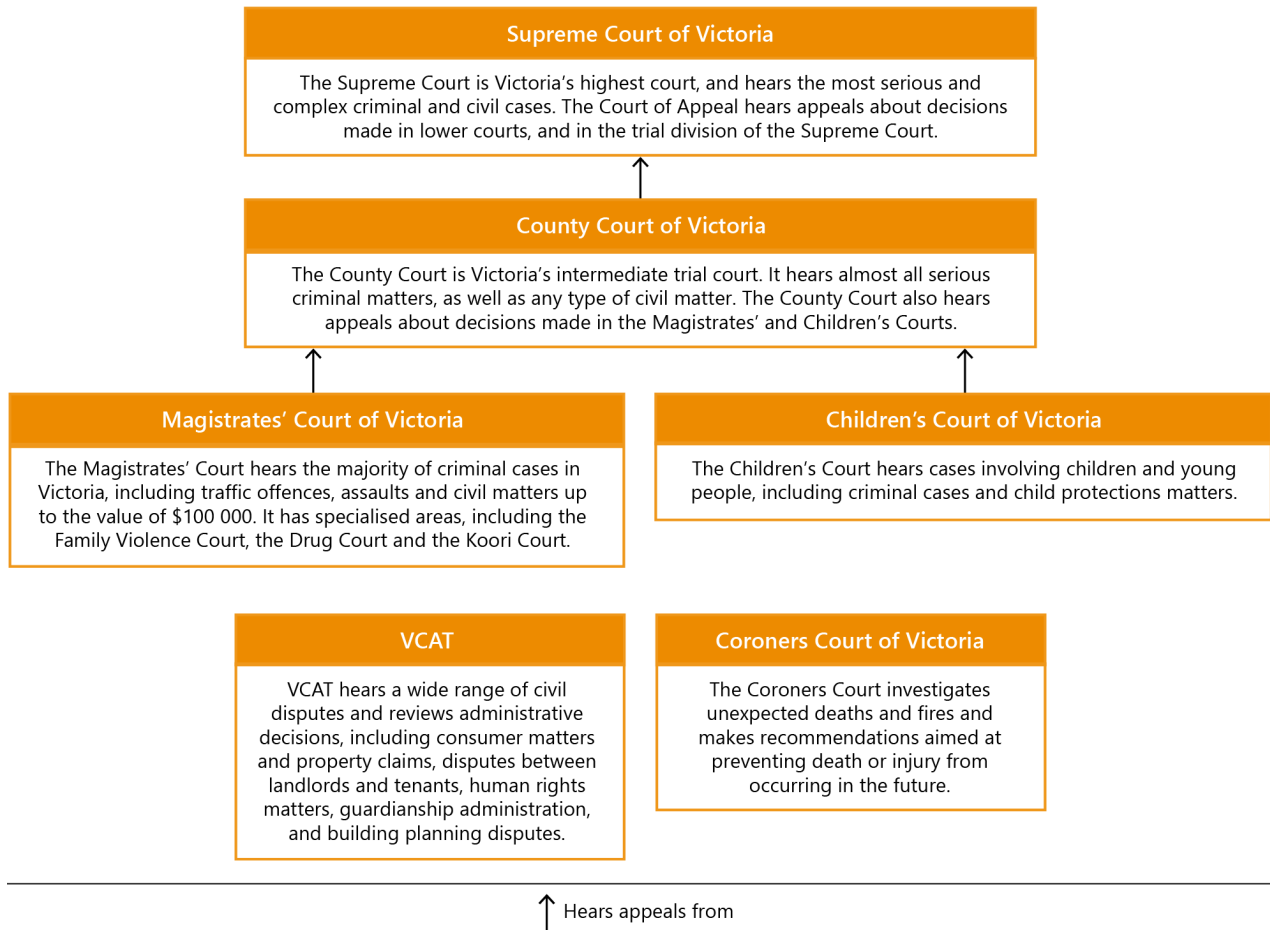 Supreme Court of Victoria
The Supreme Court is Victoria’s highest court, and hears the most serious and
complex criminal and civil cases. The Court of Appeal hears appeals about decisions
made in lower courts, and in the trial division of the Supreme Court.
County Court of Victoria
The County Court is Victoria’s intermediate trial court. It hears almost all serious
criminal matters, as well as any type of civil matter. The County Court also hears
appeals about decisions made in the Magistrates’ and Children’s Courts.
Magistrates’ Court of Victoria
The Magistrates’ Court hears the majority of criminal cases in
Victoria, including traffic offences, assaults and civil matters up
to the value of $100 000. It has specialised areas, including the
Family Violence Court, the Drug Court and the Koori Court.
Children’s Court of Victoria
The Children’s Court hears cases involving children and young
people, including criminal cases and child protections matters.
VCAT
VCAT hears a wide range of civil
disputes and reviews administrative
decisions, including consumer matters
and property claims, disputes between
landlords and tenants, human rights
matters, guardianship administration,
and building planning disputes.
Coroners Court of Victoria
The Coroners Court investigates
unexpected deaths and fires and
makes recommendations aimed at
preventing death or injury from
occurring in the future.
Hears appeals from